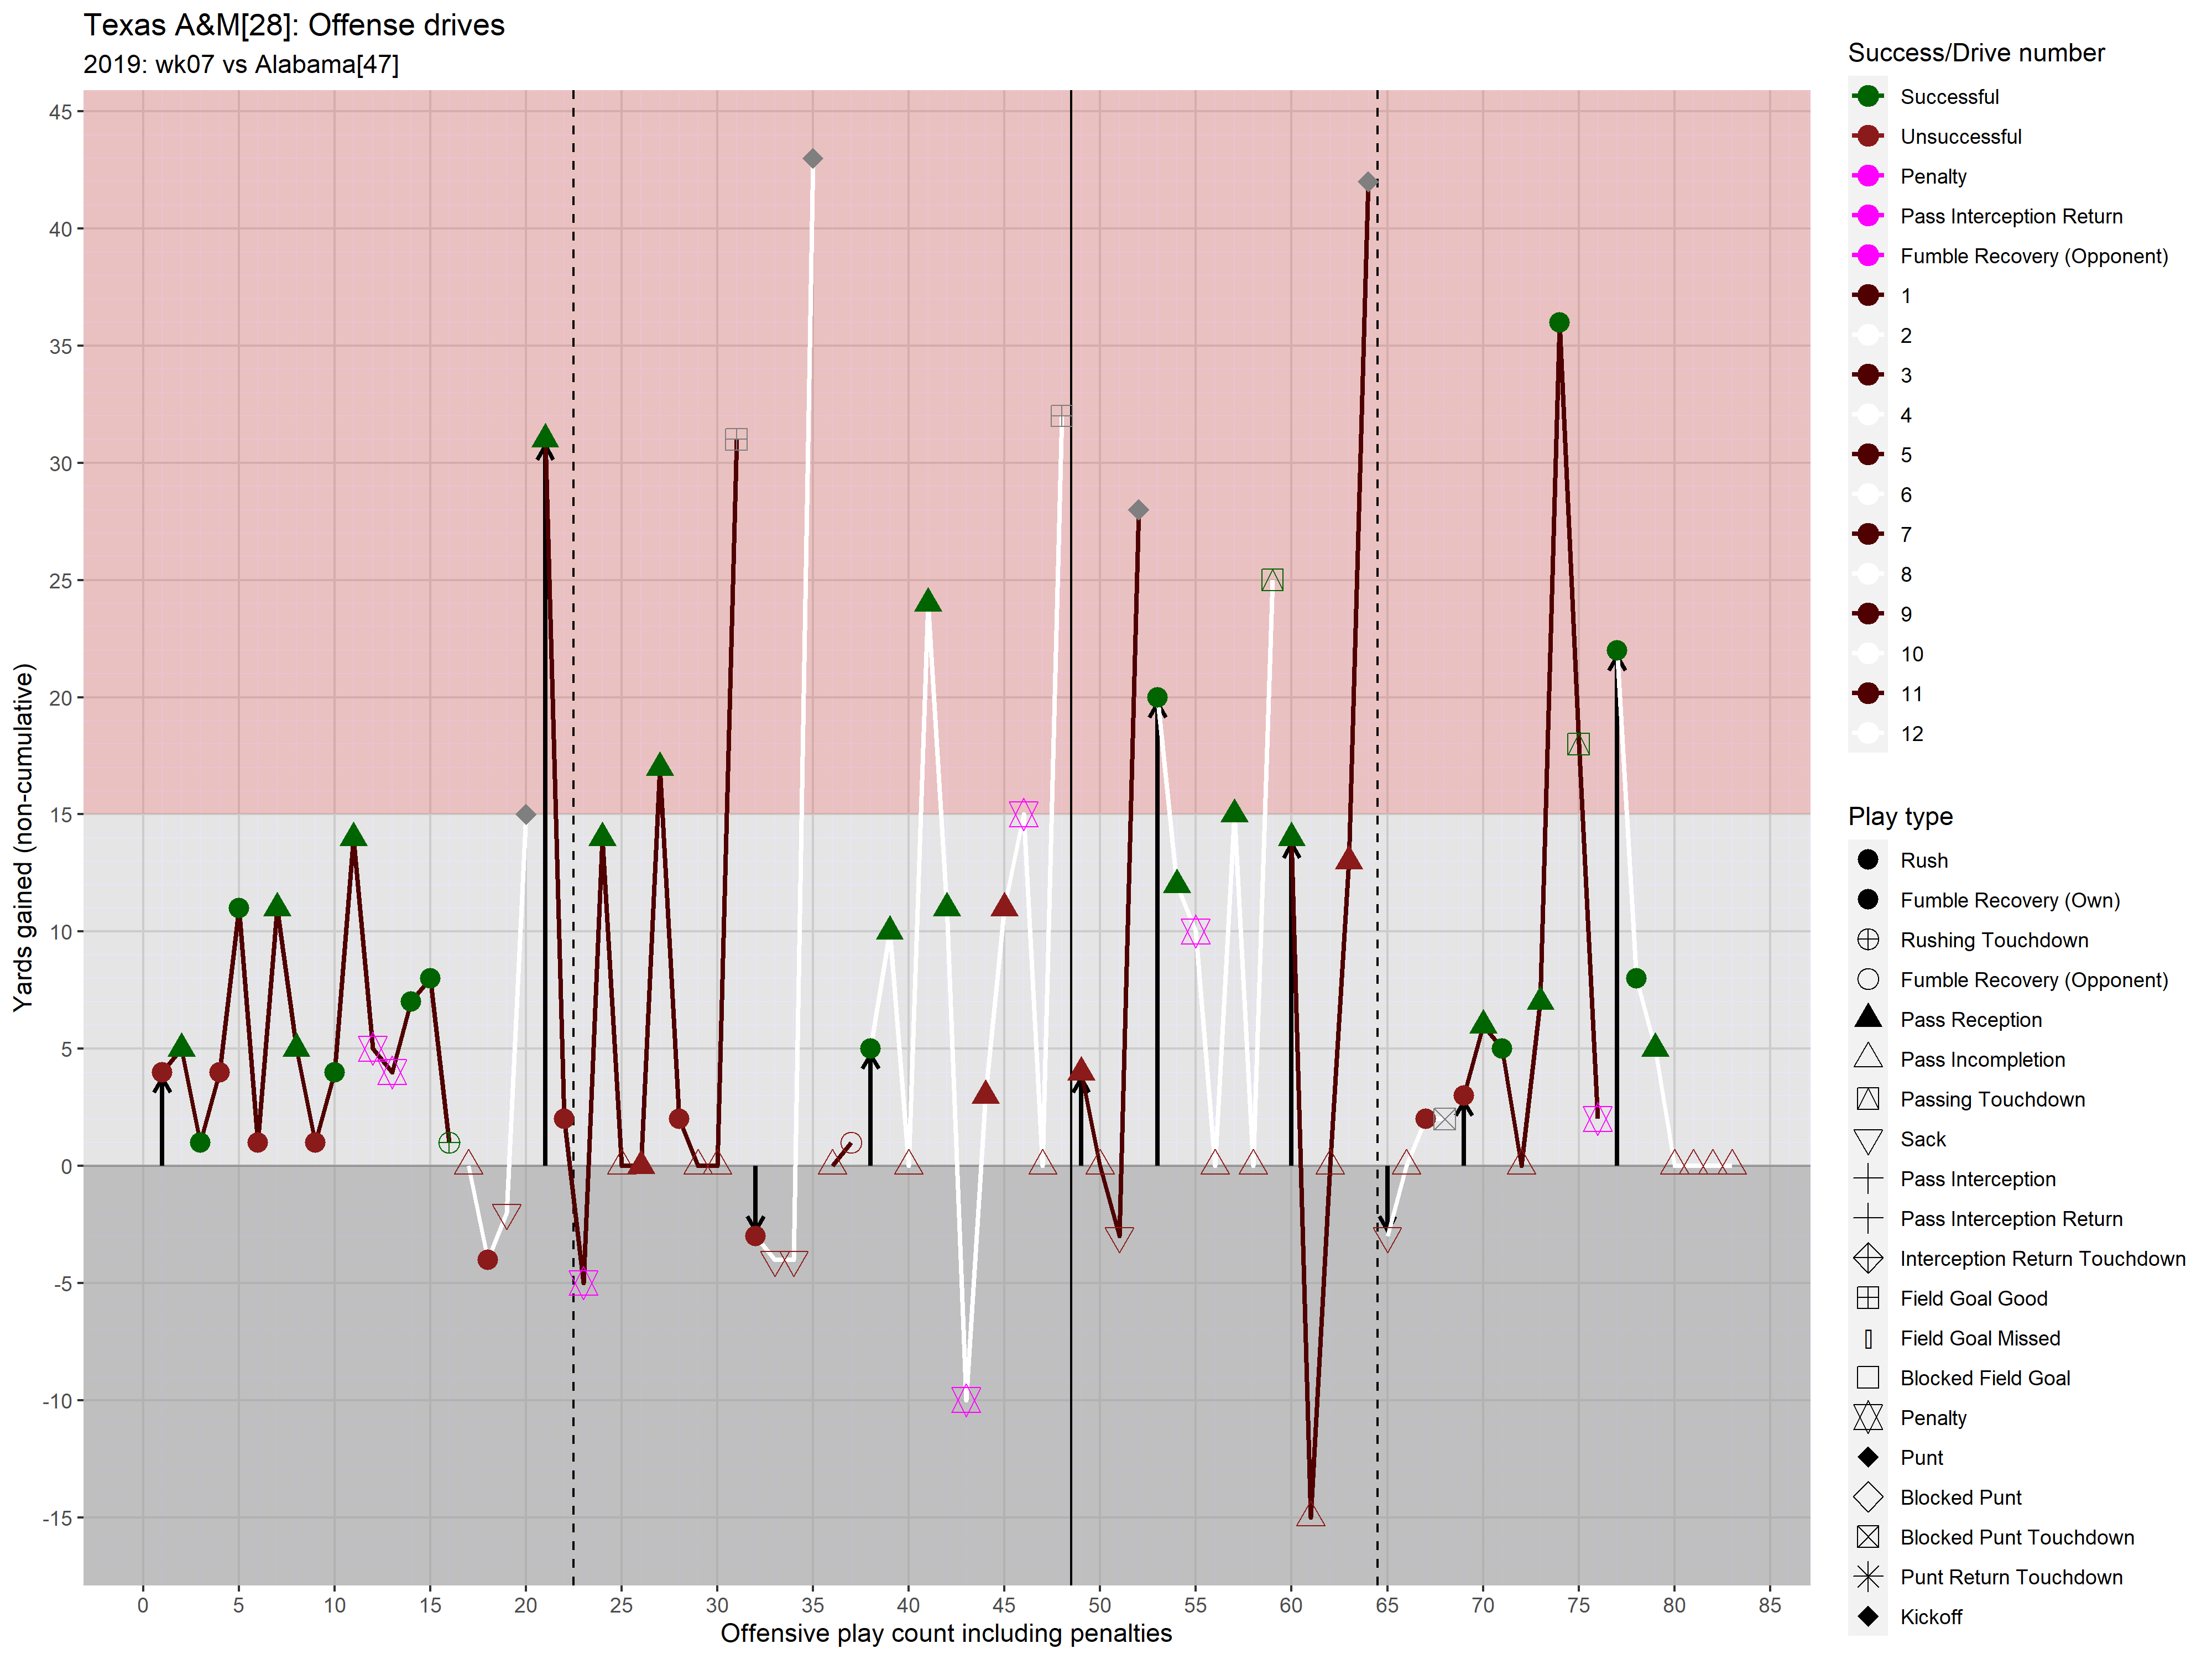 Texas A&M[28]: Offense drives
2019: wk07 vs Alabama[47]
45
40
35
30
25
20
15
10
5
0
-5
-10
-15
Yards gained (non-cumulative)
0 5 10 15 20 25 30 35 40 45 50 55 60 65 70 75 80 85
Offensive play count including penalties
Success/Drive number
Successful
Unsuccessful
Penalty
Pass Interception Return
Fumble Recovery (Opponent)
1
2
3
4
5
6
7
8
9
10
11
12
Play type
Rush
Fumble Recovery (Own)
Rushing Touchdown
Fumble Recovery (Opponent)
Pass Reception
Pass Incompletion
Passing Touchdown
Sack
Pass Interception
Pass Interception Return
Interception Return Touchdown
Field Goal Good
Field Goal Missed
Blocked Field Goal
Penalty
Punt
Blocked Punt
Blocked Punt Touchdown
Punt Return Touchdown
Kickoff